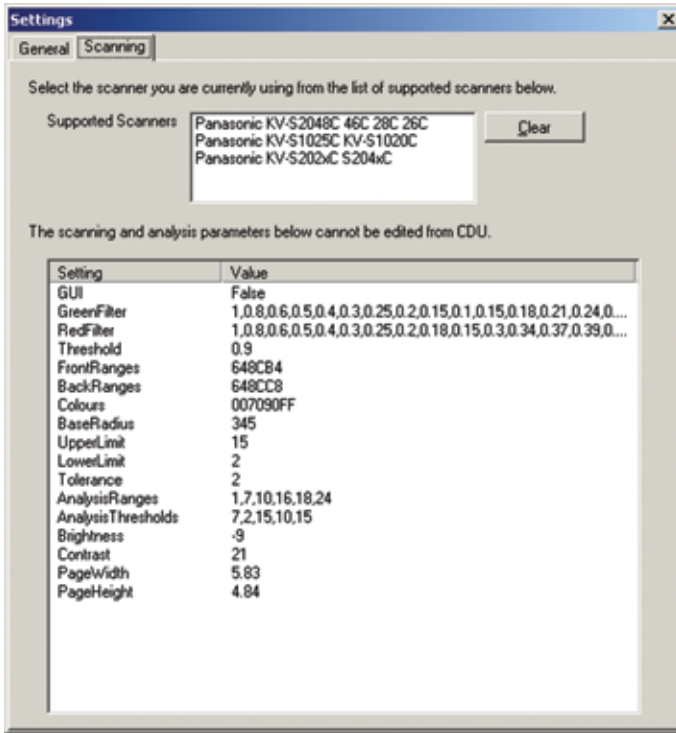 Settings
General Scanning
Select the scanner you are currently using from the list of supported scanners below.
Supported Scanners
Panasonic KV-S2048C 46C 28C 26C
Panasonic KV-S1025C KV-S1020C
Panasonic KV-S202xC S204xC
Clear
The scanning and analysis parameters below cannot be edited from CDU.
Setting Value
GUI False
GreenFilter 1,0.8,0.6,0.5,0.4,0.3,0.25,0.2,0.15,0.1,0.15,0.18,0.21,0.24,0....
RedFilter 1,0.8,0.6,0.5,0.4,0.3,0.25,0.2,0.18,0.15,0.3,0.34,0.37,0.39,0....
Threshold 0.9
FrontRanges 648CB4
BackRanges 648CC8
Colours 007090FF
BaseRadius 345
UpperLimit 15
LowerLimit 2
Tolerance 2
AnalysisRanges 1,7,10,16,18,24
AnalysisThresholds 7,2,15,10,15
Brightness -9
Contrast 21
PageWidth 5.83
PageHeight 4.84